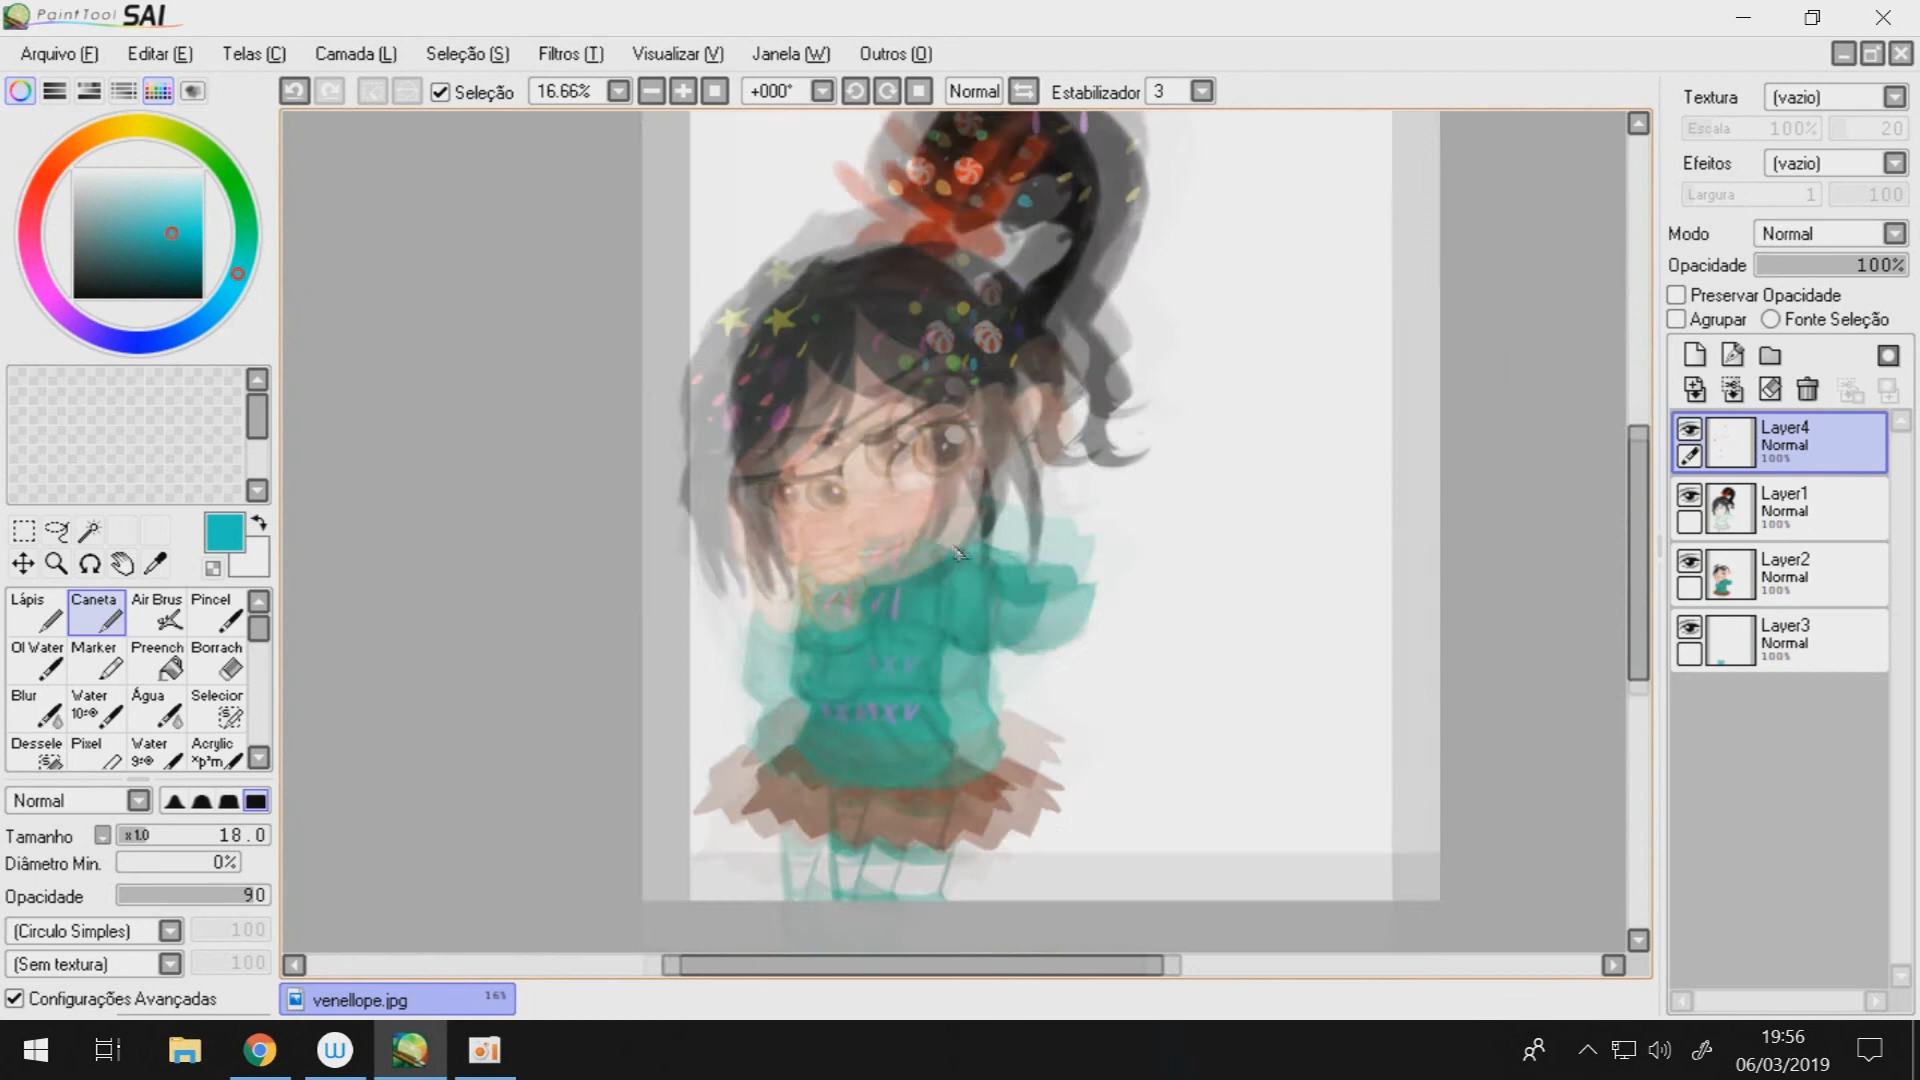 PaintTool SAI
Arquivo (F) Editar (E) Telas (C) Camada (L) Seleção (S) Filtros (T) Visualizar (V) Janela (W) Outros (O)
Seleção 16.66% +000° Normal Estabilizador 3
Textura (vazio)
Escala 100% 20
Efeitos (vazio)
Largura 1 100
Modo Normal
Opacidade 100%
Preservar Opacidade
Agrupar Fonte Seleção
Layer4
Normal
100%
Layer1
Normal
100%
Layer2
Normal
100%
Layer3
Normal
100%
Lápis Caneta Air Brus Pincel
Ol Water Marker Preench Borrach
Blur Water Água Selecior
Dessele Pixel Water Acrylic
Normal
Tamanho x1.0 18.0
Diâmetro Min. 0%
Opacidade 90
(Circulo Simples) 100
(Sem textura) 100
Configurações Avançadas
venellope.jpg 16%
19:56
06/03/2019